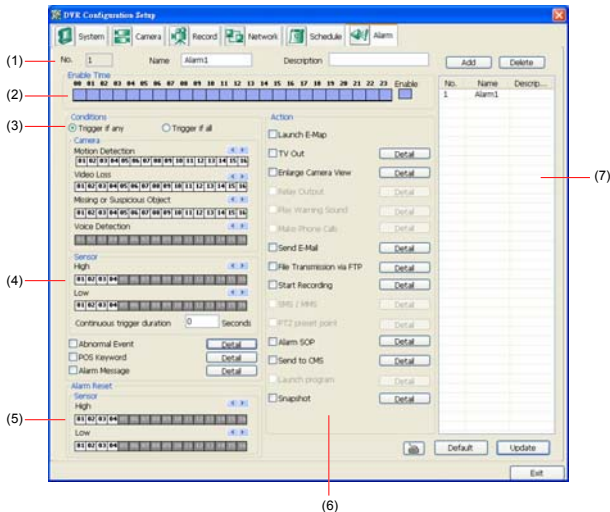 DVR Configuration Setup
System Camera Record Network Schedule Alarm
(1) No. 1 Name Alarm1 Description Add Delete
Enable Time
00 01 02 03 04 05 06 07 08 09 10 11 12 13 14 15 16 17 18 19 20 21 22 23 Enable
(2)
No. Name Descrip...
1 Alarm1
(7)
Conditions
(3) Trigger if any Trigger if all
Camera
Motion Detection
01 02 03 04 05 06 07 08 09 10 11 12 13 14 15 16
Video Loss
01 02 03 04 05 06 07 08 09 10 11 12 13 14 15 16
Missing or Suspicious Object
01 02 03 04 05 06 07 08 09 10 11 12 13 14 15 16
Voice Detection
Sensor
High
(4) 01 02 03 04
Low
01 02 03 04
Continuous trigger duration 0 Seconds
Abnormal Event Detail
POS Keyword Detail
Alarm Message Detail
Alarm Reset
Sensor
High
(5) 01 02 03 04
Low
01 02 03 04
Action
Launch E-Map
TV Out Detail
Enlarge Camera View Detail
Relay Output Detail
Play Warning Sound Detail
Make Phone Calls Detail
Send E-Mail Detail
File Transmission via FTP Detail
Start Recording Detail
SMS / MMS Detail
PTZ preset point Detail
Alarm SOP Detail
Send to CMS Detail
Launch program Detail
Snapshot Detail
(6)
Default Update
Exit